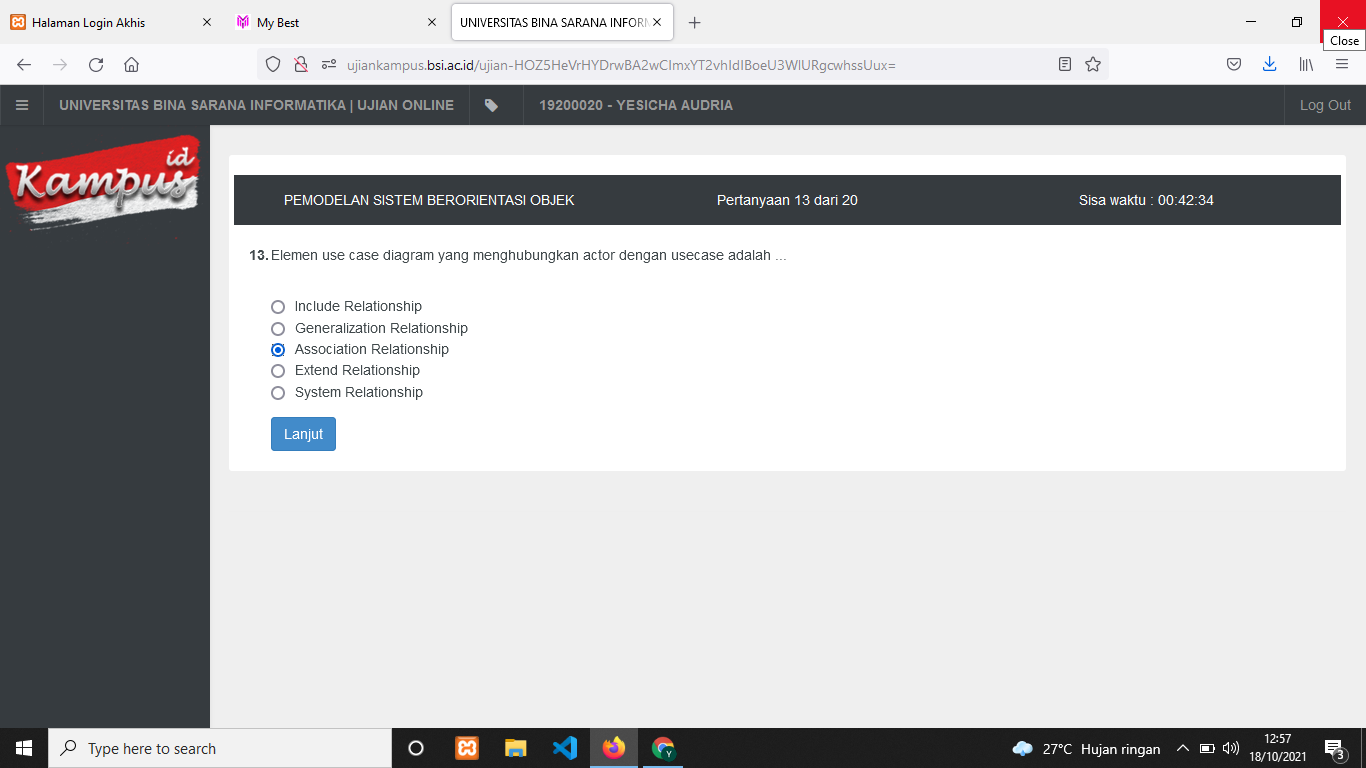 Halaman Login Akhis
My Best
UNIVERSITAS BINA SARANA INFORM
Close
ujiankampus.bsi.ac.id/ujian-HOZ5HeVrHYDrwBA2wCImxYT2vhIdIBoeU3WlURgcwhssUux=
UNIVERSITAS BINA SARANA INFORMATIKA | UJIAN ONLINE
19200020 - YESICHA AUDRIA
Log Out
Kampus id
PEMODELAN SISTEM BERORIENTASI OBJEK
Pertanyaan 13 dari 20
Sisa waktu : 00:42:34
13. Elemen use case diagram yang menghubungkan actor dengan usecase adalah ...
Include Relationship
Generalization Relationship
Association Relationship
Extend Relationship
System Relationship
Lanjut
Type here to search
27°C Hujan ringan
12:57
18/10/2021
3